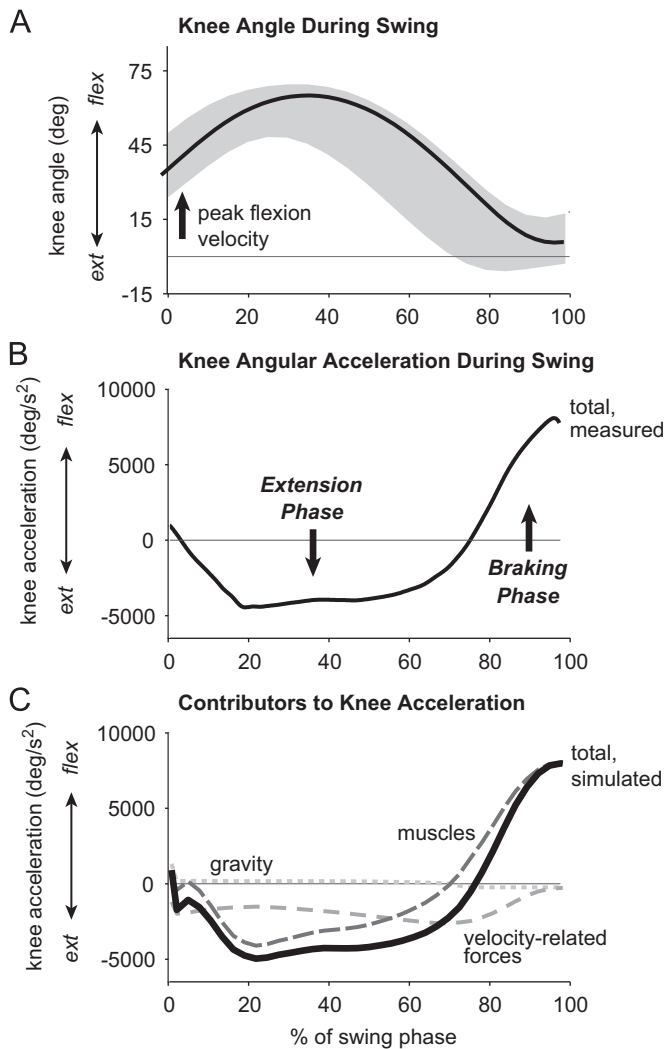 A
Knee Angle During Swing
knee angle (deg)
flex
ext
75
45
15
-15
peak flexion
velocity
0
20
40
60
80
100
B
Knee Angular Acceleration During Swing
knee acceleration (deg/s²)
flex
ext
10000
5000
0
-5000
total,
measured
Extension
Phase
Braking
Phase
0
20
40
60
80
100
C
Contributors to Knee Acceleration
knee acceleration (deg/s²)
flex
ext
10000
5000
0
-5000
total,
simulated
muscles
gravity
velocity-related
forces
0
20
40
60
80
100
% of swing phase